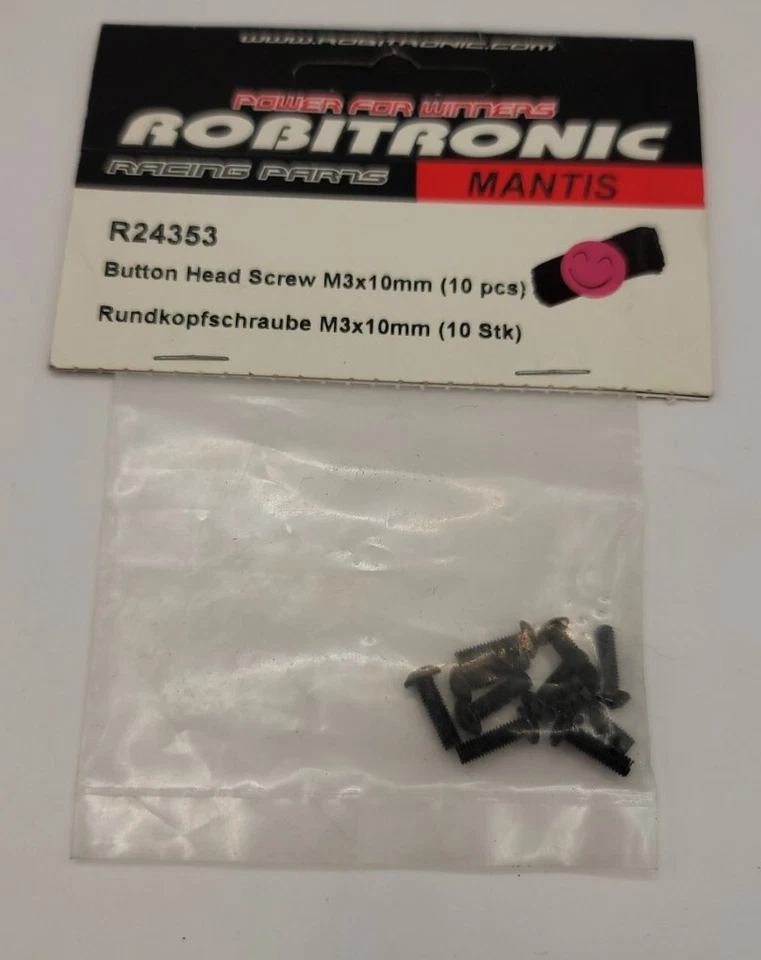 WWW.ROBITRONIC.COM
POWER FOR WINNERS
ROBITRONIC
RACING PARTS
MANTIS
R24353
Button Head Screw M3x10mm (10 pcs)
Rundkopfschraube M3x10mm (10 Stk)